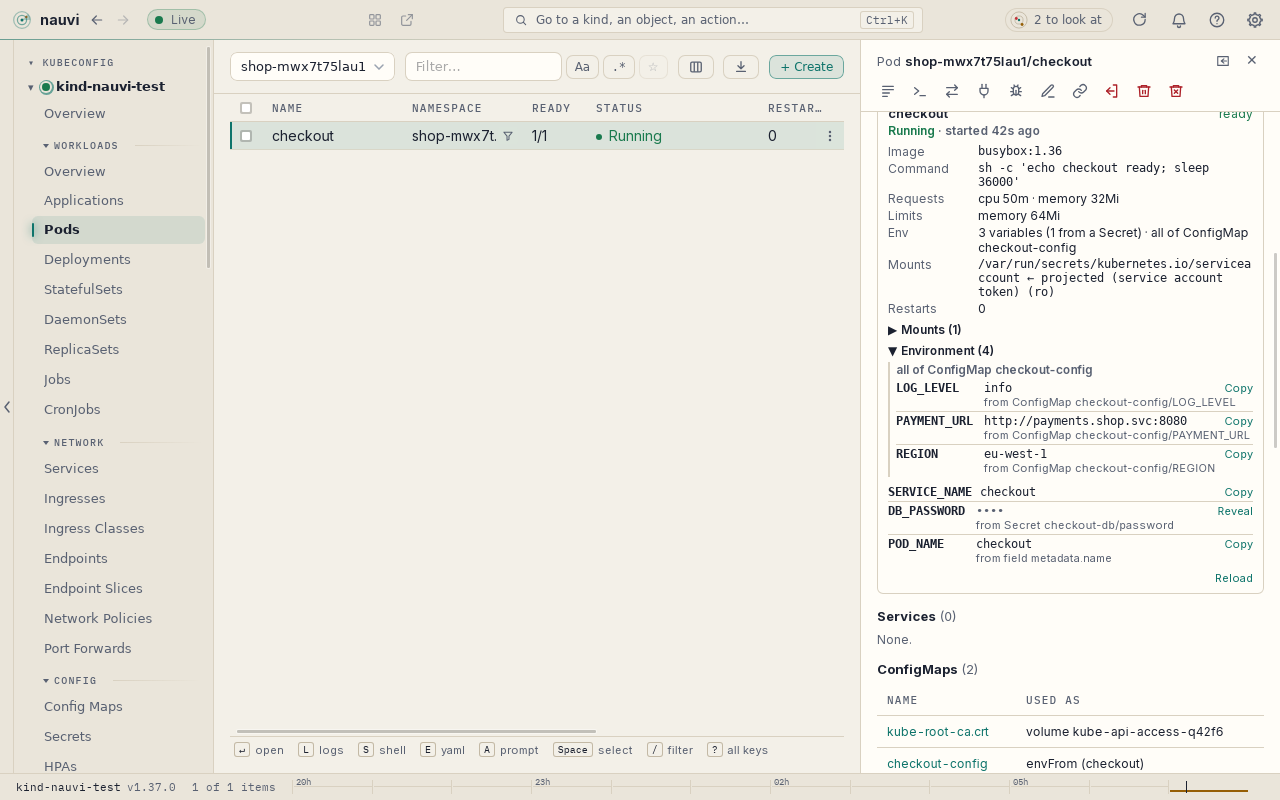 nauvi
Live
Go to a kind, an object, an action…
Ctrl+K
2 to look at
KUBECONFIG
kind-nauvi-test
Overview
WORKLOADS
Overview
Applications
Pods
Deployments
StatefulSets
DaemonSets
ReplicaSets
Jobs
CronJobs
NETWORK
Services
Ingresses
Ingress Classes
Endpoints
Endpoint Slices
Network Policies
Port Forwards
CONFIG
Config Maps
Secrets
HPAs
shop-mwx7t75lau1
Filter…
Aa
.*
+ Create
NAME NAMESPACE READY STATUS RESTAR…
checkout shop-mwx7t. 1/1 Running 0
↵ open L logs S shell E yaml A prompt Space select / filter ? all keys
Pod shop-mwx7t75lau1/checkout
checkout ready
Running · started 42s ago
Image busybox:1.36
Command sh -c 'echo checkout ready; sleep
36000'
Requests cpu 50m · memory 32Mi
Limits memory 64Mi
Env 3 variables (1 from a Secret) · all of ConfigMap
checkout-config
Mounts /var/run/secrets/kubernetes.io/servicea
ccount ← projected (service account
token) (ro)
Restarts 0
▶ Mounts (1)
▼ Environment (4)
all of ConfigMap checkout-config
LOG_LEVEL info Copy
from ConfigMap checkout-config/LOG_LEVEL
PAYMENT_URL http://payments.shop.svc:8080 Copy
from ConfigMap checkout-config/PAYMENT_URL
REGION eu-west-1 Copy
from ConfigMap checkout-config/REGION
SERVICE_NAME checkout Copy
DB_PASSWORD •••• Reveal
from Secret checkout-db/password
POD_NAME checkout Copy
from field metadata.name
Reload
Services (0)
None.
ConfigMaps (2)
NAME USED AS
kube-root-ca.crt volume kube-api-access-q42f6
checkout-config envFrom (checkout)
kind-nauvi-test v1.37.0 1 of 1 items
20h 23h 02h 05h